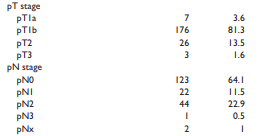 pT stage
pT1a 7 3.6
pT1b 176 81.3
pT2 26 13.5
pT3 3 1.6
pN stage
pN0 123 64.1
pN1 22 11.5
pN2 44 22.9
pN3 1 0.5
pNx 2 1